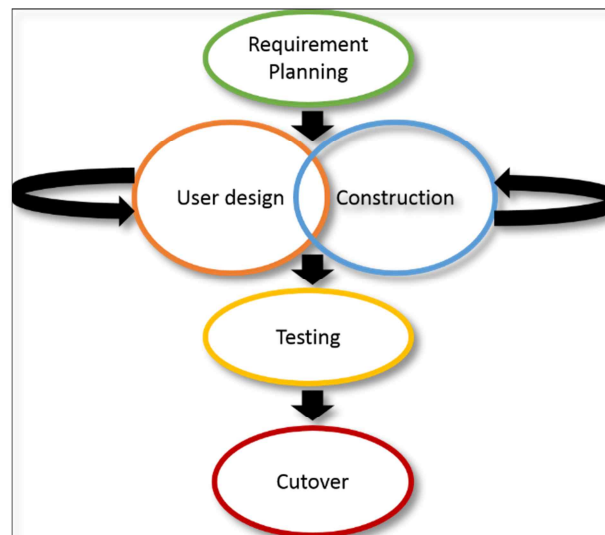 Requirement
Planning
User design
Construction
Testing
Cutover